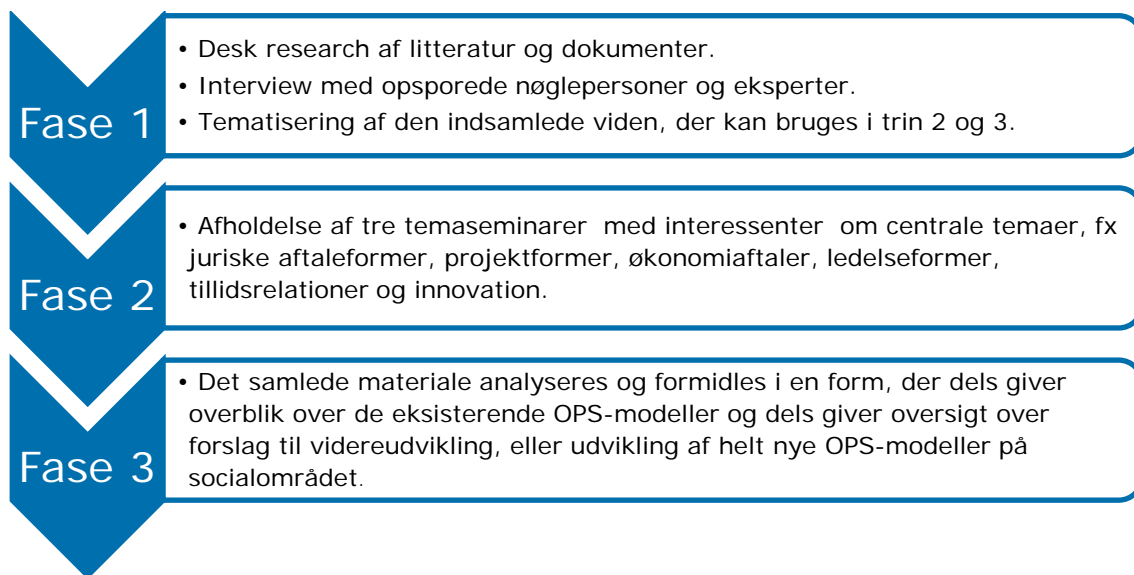 Fase 1
• Desk research af litteratur og dokumenter.
• Interview med opsporede nøglepersoner og eksperter.
• Tematisering af den indsamlede viden, der kan bruges i trin 2 og 3.
Fase 2
• Afholdelse af tre temaseminarer med interessenter om centrale temaer, fx
juriske aftaleformer, projektformer, økonomiaftaler, ledelseformer,
tillidsrelationer og innovation.
Fase 3
• Det samlede materiale analyseres og formidles i en form, der dels giver
overblik over de eksisterende OPS-modeller og dels giver oversigt over
forslag til videreudvikling, eller udvikling af helt nye OPS-modeller på
socialområdet.